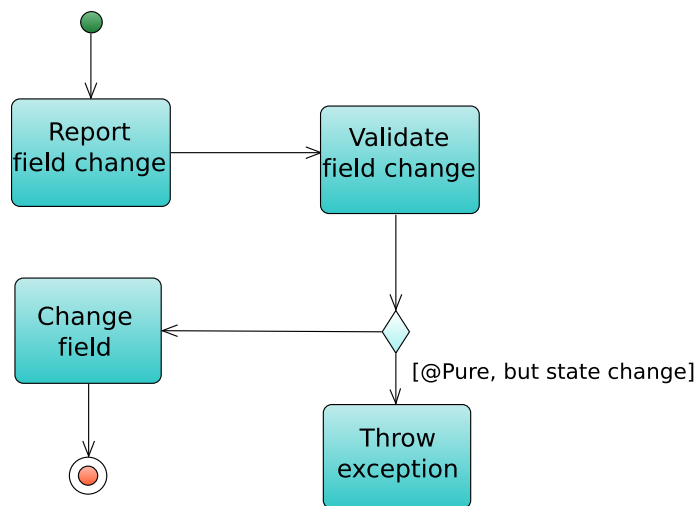 Report
field change
Validate
field change
Change
field
[@Pure, but state change]
Throw
exception